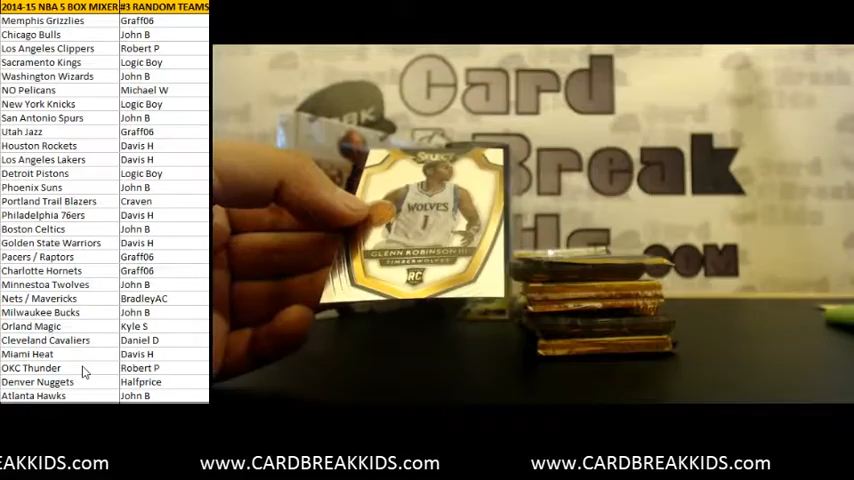 2014-15 NBA 5 BOX MIXER #3 RANDOM TEAMS
Memphis Grizzlies Graff06
Chicago Bulls John B
Los Angeles Clippers Robert P
Sacramento Kings Logic Boy
Washington Wizards John B
NO Pelicans Michael W
New York Knicks Logic Boy
San Antonio Spurs John B
Utah Jazz Graff06
Houston Rockets Davis H
Los Angeles Lakers Davis H
Detroit Pistons Logic Boy
Phoenix Suns John B
Portland Trail Blazers Craven
Philadelphia 76ers Davis H
Boston Celtics John B
Golden State Warriors Davis H
Pacers / Raptors Graff06
Charlotte Hornets Graff06
Minnestoa Twolves John B
Nets / Mavericks BradleyAC
Milwaukee Bucks John B
Orland Magic Kyle S
Cleveland Cavaliers Daniel D
Miami Heat Davis H
OKC Thunder Robert P
Denver Nuggets Halfprice
Atlanta Hawks John B
Card
Break
.COM
SELECT
WOLVES
1
GLENN ROBINSON III
TIMBERWOLVES
RC
EAKKIDS.com www.CARDBREAKKIDS.com www.CARDBREAKKIDS.com